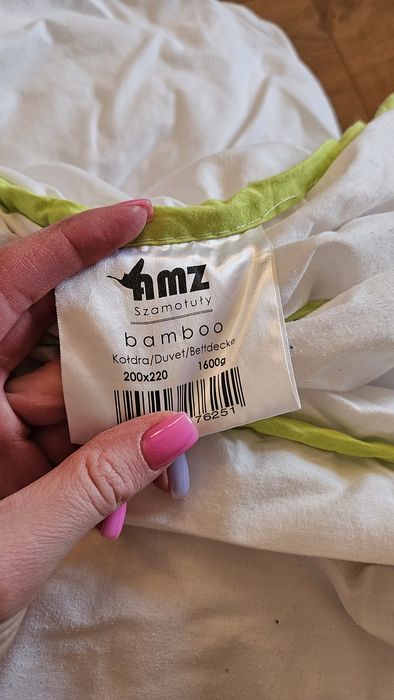 AMZ
Szamotuły
bamboo
Kołdra/Duvet/Bettdecke
200x220 1600g
76251